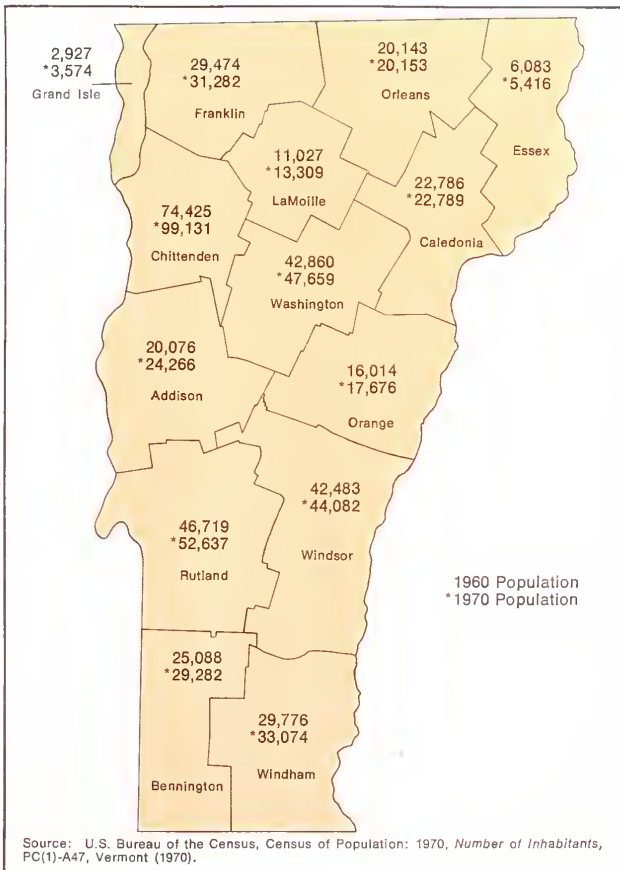 2,927
*3,574
Grand Isle
29,474
*31,282
Franklin
20,143
*20,153
Orleans
6,083
*5,416
Essex
11,027
*13,309
LaMoille
22,786
*22,789
Caledonia
74,425
*99,131
Chittenden
42,860
*47,659
Washington
20,076
*24,266
Addison
16,014
*17,676
Orange
46,719
*52,637
Rutland
42,483
*44,082
Windsor
1960 Population
*1970 Population
25,088
*29,282
Bennington
29,776
*33,074
Windham
Source: U.S. Bureau of the Census, Census of Population: 1970, Number of Inhabitants,
PC(1)-A47, Vermont (1970).